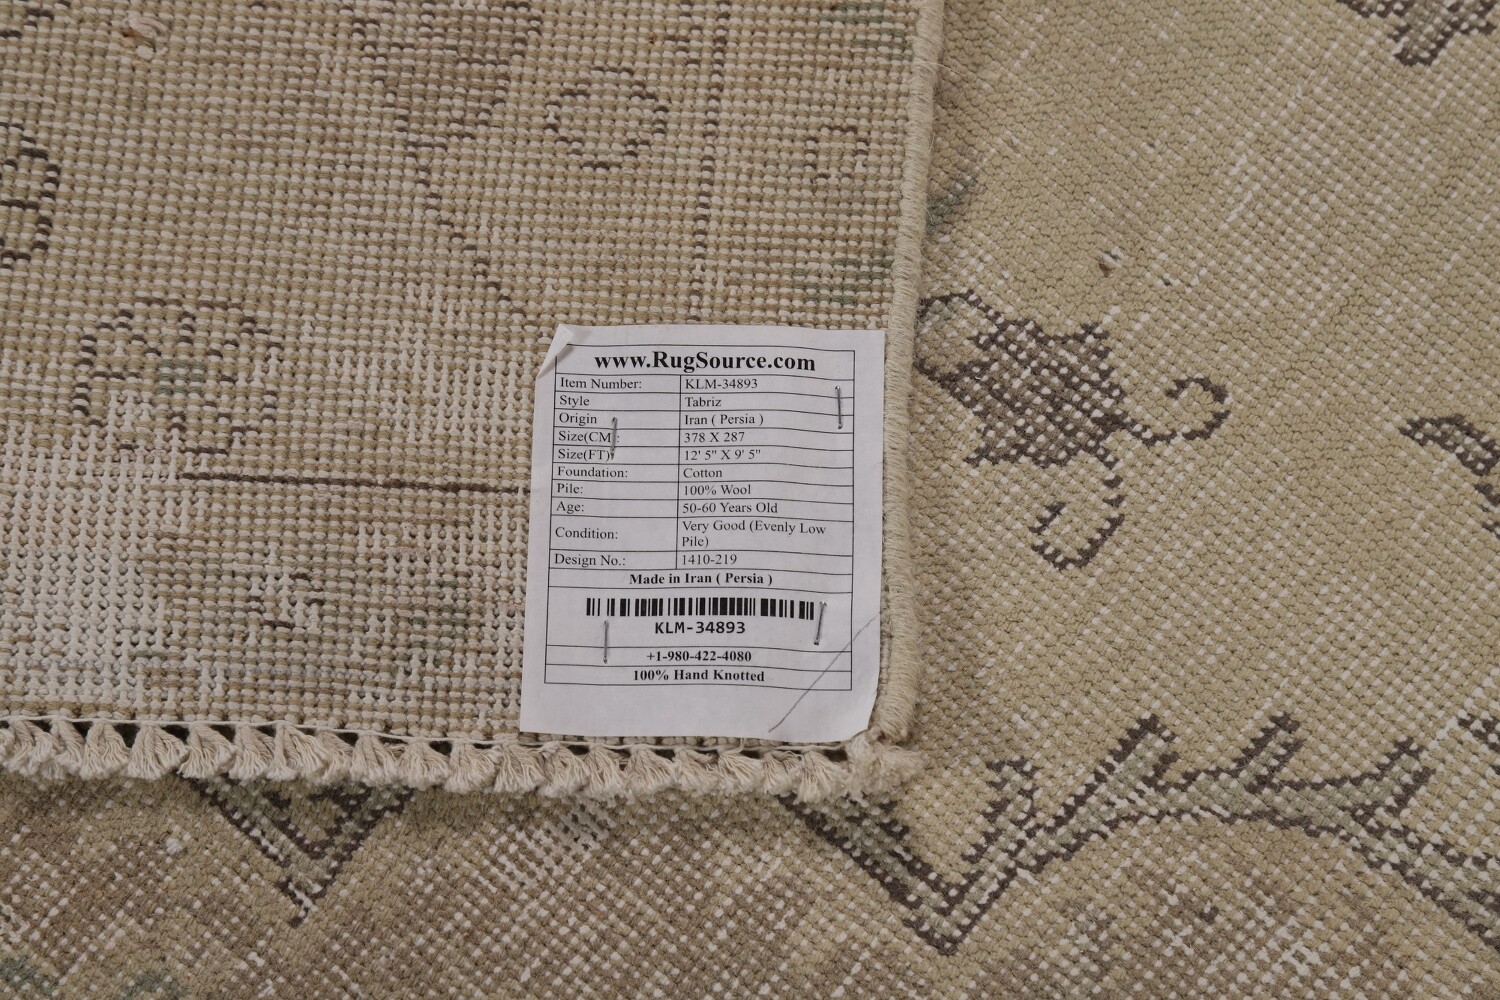 www.RugSource.com
Item Number: KLM-34893
Style Tabriz
Origin Iran ( Persia )
Size(CM): 378 X 287
Size(FT): 12' 5" X 9' 5"
Foundation: Cotton
Pile: 100% Wool
Age: 50-60 Years Old
Condition: Very Good (Evenly Low
Pile)
Design No.: 1410-219
Made in Iran ( Persia )
KLM-34893
+1-980-422-4080
100% Hand Knotted